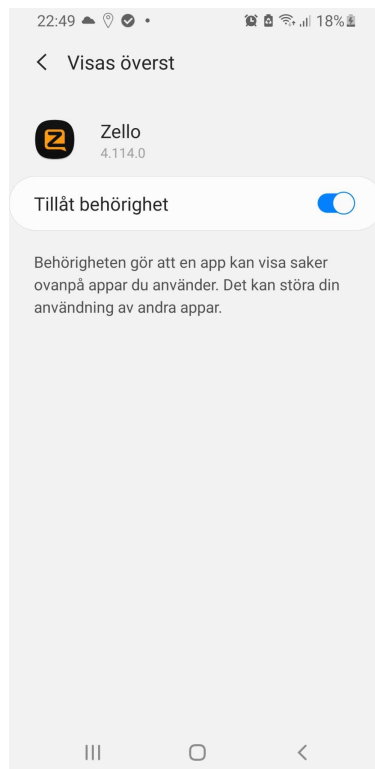 22:49
18%
Visas överst
Zello
4.114.0
Tillåt behörighet
Behörigheten gör att en app kan visa saker
ovanpå appar du använder. Det kan störa din
användning av andra appar.